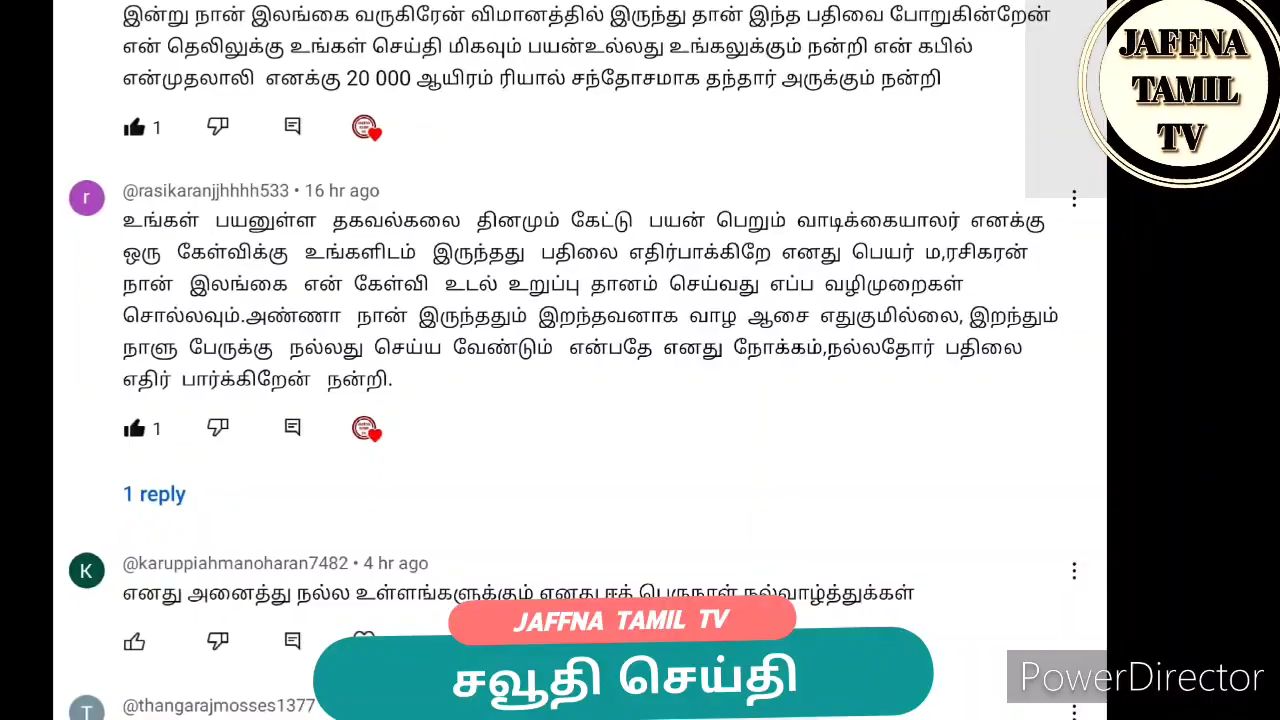 இன்று நான் இலங்கை வருகிரேன் விமானத்தில் இருந்து தான் இந்த பதிவை போறுகின்றேன்
என் தெலிலுக்கு உங்கள் செய்தி மிகவும் பயன்உல்லது உங்கலுக்கும் நன்றி என் கபில்
என்முதலாலி எனக்கு 20 000 ஆயிரம் ரியால் சந்தோசமாக தந்தார் அருக்கும் நன்றி
1
JAFFNA
TAMIL
TV
r
@rasikaranjjhhhh533 • 16 hr ago
உங்கள் பயனுள்ள தகவல்கலை தினமும் கேட்டு பயன் பெறும் வாடிக்கையாலர் எனக்கு
ஒரு கேள்விக்கு உங்களிடம் இருந்தது பதிலை எதிர்பாக்கிறே எனது பெயர் ம,ரசிகரன்
நான் இலங்கை என் கேள்வி உடல் உறுப்பு தானம் செய்வது எப்ப வழிமுறைகள்
சொல்லவும்.அண்ணா நான் இருந்ததும் இறந்தவனாக வாழ ஆசை எதுகுமில்லை, இறந்தும்
நாளு பேருக்கு நல்லது செய்ய வேண்டும் என்பதே எனது நோக்கம்,நல்லதோர் பதிலை
எதிர் பார்க்கிறேன் நன்றி.
1
1 reply
K
@karuppiahmanoharan7482 • 4 hr ago
எனது அனைத்து நல்ல உள்ளங்களுக்கும் எனது ஈத் பெருநாள் நல்வாழ்த்துக்கள்
JAFFNA TAMIL TV
சவூதி செய்தி
PowerDirector
T
@thangarajmosses1377